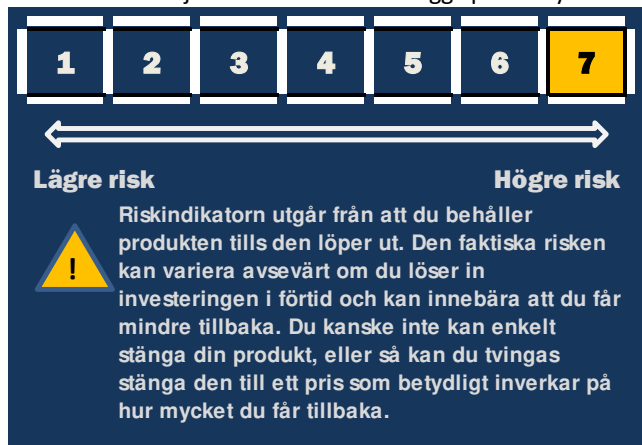 1 2 3 4 5 6 7
Lägre risk Högre risk
Riskindikatorn utgår från att du behåller
produkten tills den löper ut. Den faktiska risken
! kan variera avsevärt om du löser in
investeringen i förtid och kan innebära att du får
mindre tillbaka. Du kanske inte kan enkelt
stänga din produkt, eller så kan du tvingas
stänga den till ett pris som betydligt inverkar på
hur mycket du får tillbaka.